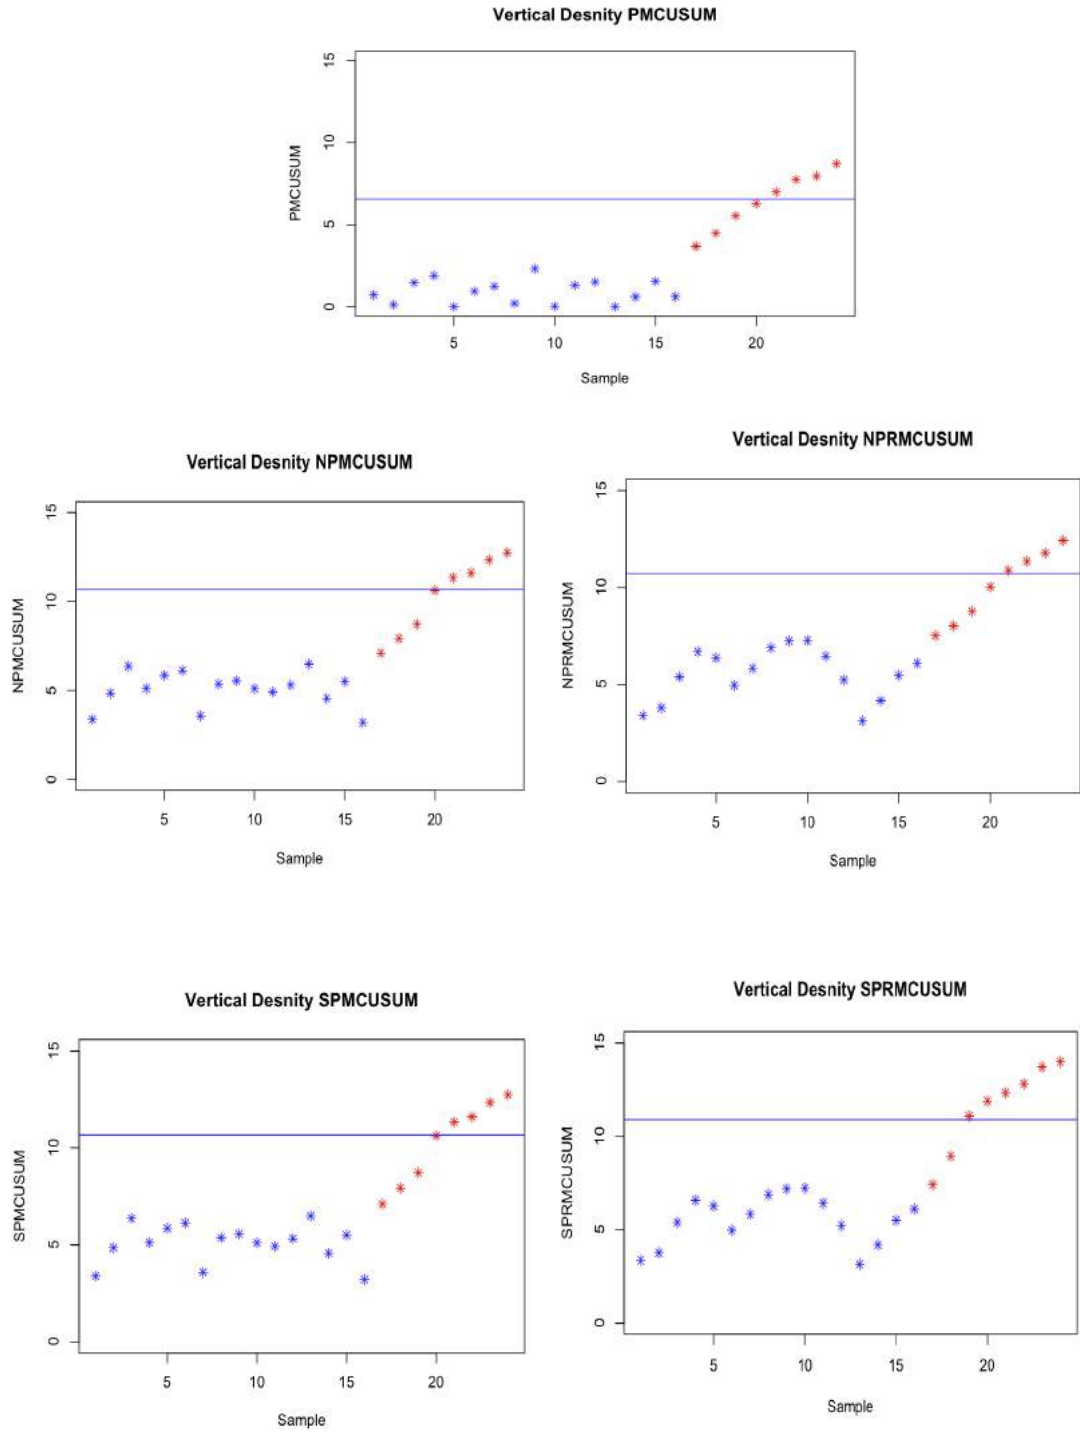 Vertical Desnity PMCUSUM
15
10
5
0
PMCUSUM
5 10 15 20
Sample
Vertical Desnity NPMCUSUM
15
10
5
0
NPMCUSUM
5 10 15 20
Sample
Vertical Desnity NPRMCUSUM
15
10
5
0
NPRMCUSUM
5 10 15 20
Sample
Vertical Desnity SPMCUSUM
15
10
5
0
SPMCUSUM
5 10 15 20
Sample
Vertical Desnity SPRMCUSUM
15
10
5
0
SPRMCUSUM
5 10 15 20
Sample